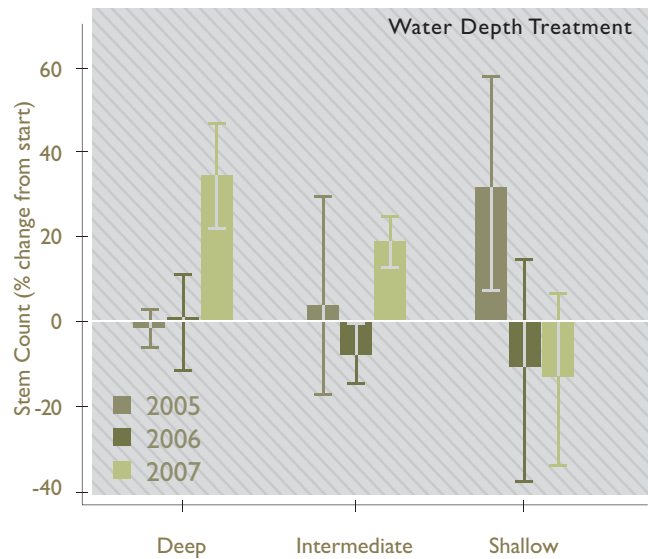 Water Depth Treatment
Stem Count (% change from start)
60
40
20
0
-20
-40
2005
2006
2007
Deep
Intermediate
Shallow